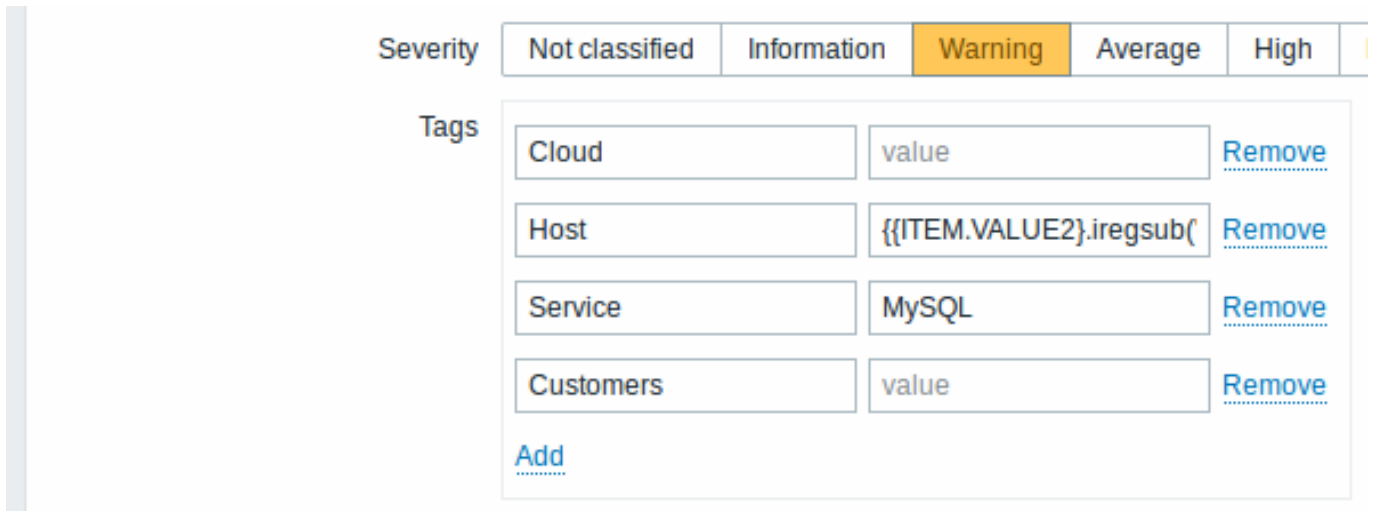 Severity Not classified Information Warning Average High
Tags
Cloud value Remove
Host {{ITEM.VALUE2}.iregsub(' Remove
Service MySQL Remove
Customers value Remove
Add